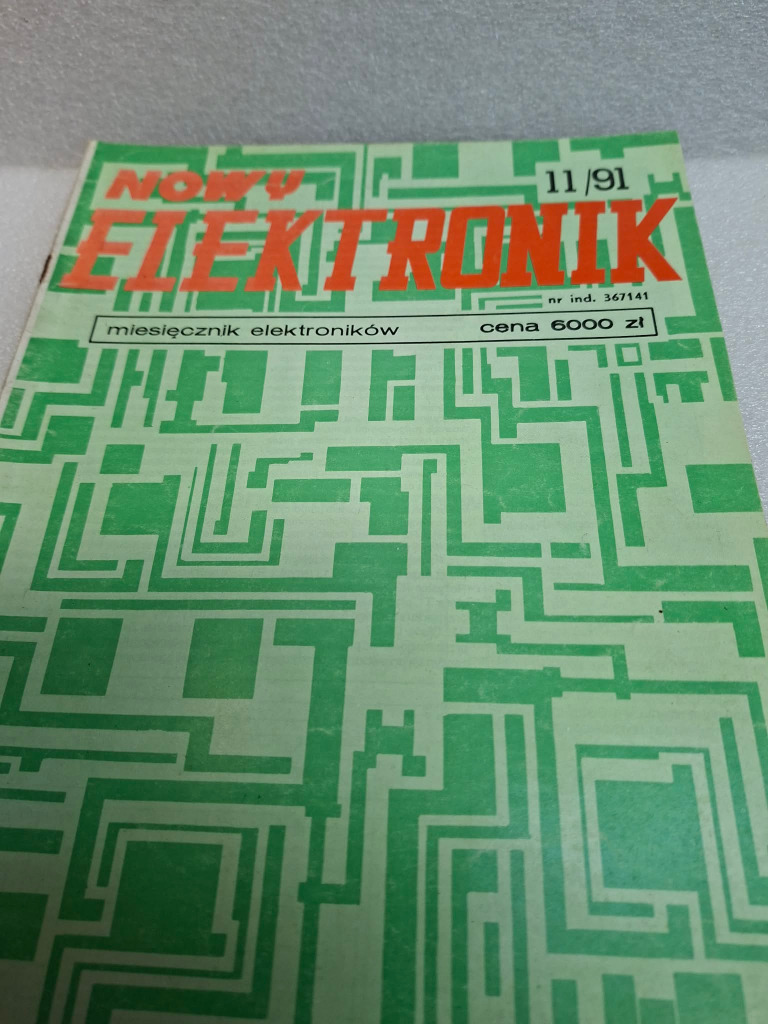 NOWY
11/91
ELEKTRONIK
nr ind. 367141
miesięcznik elektroników cena 6000 zł